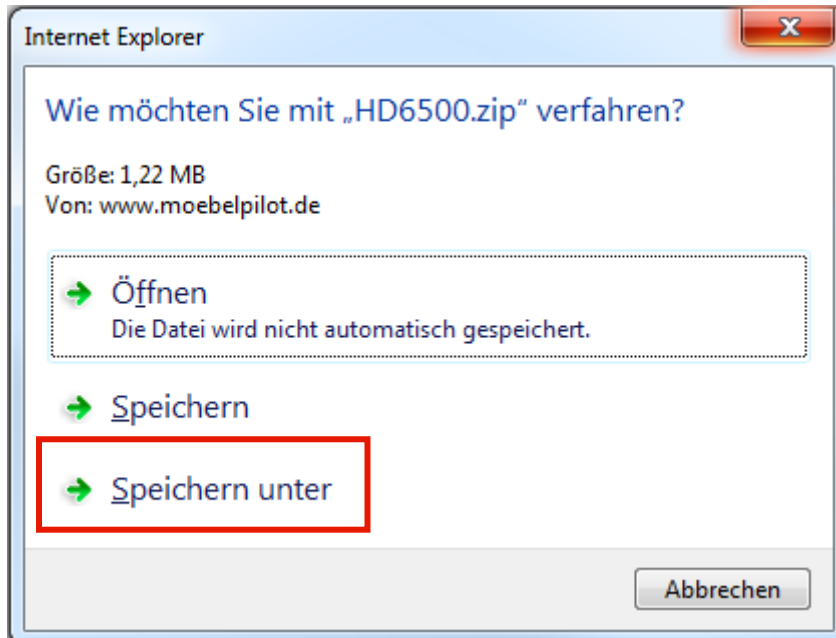 Internet Explorer
Wie möchten Sie mit „HD6500.zip“ verfahren?
Größe: 1,22 MB
Von: www.moebelpilot.de
Öffnen
Die Datei wird nicht automatisch gespeichert.
Speichern
Speichern unter
Abbrechen